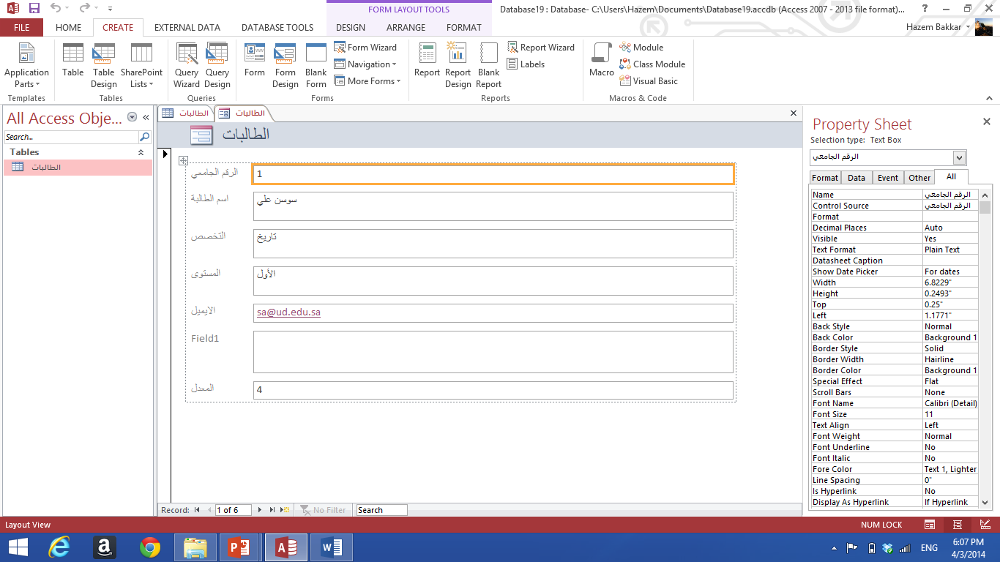 FORM LAYOUT TOOLS
Database19 : Database- C:\Users\Hazem\Documents\Database19.accdb (Access 2007 - 2013 file format)...
FILE HOME CREATE EXTERNAL DATA DATABASE TOOLS DESIGN ARRANGE FORMAT Hazem Bakkar
Application Parts
Table
Table Design
SharePoint Lists
Query Wizard
Query Design
Form
Form Design
Blank Form
Form Wizard
Navigation
More Forms
Report
Report Design
Blank Report
Report Wizard
Labels
Macro
Module
Class Module
Visual Basic
Templates Tables Queries Forms Reports Macros & Code
All Access Obje...
Search...
Tables
الطالبات
الطالبات الطالبات
الطالبات
الرقم الجامعي 1
اسم الطالبة سوسن علي
التخصص تاريخ
المستوى الأول
الايميل sa@ud.edu.sa
Field1
المعدل 4
Record: 1 of 6 No Filter Search
Property Sheet
Selection type: Text Box
الرقم الجامعي
Format Data Event Other All
Name الرقم الجامعي
Control Source الرقم الجامعي
Format
Decimal Places Auto
Visible Yes
Text Format Plain Text
Datasheet Caption
Show Date Picker For dates
Width 6.8229"
Height 0.2493"
Top 0.25"
Left 1.1771"
Back Style Normal
Back Color Background 1
Border Style Solid
Border Width Hairline
Border Color Background 1
Special Effect Flat
Scroll Bars None
Font Name Calibri (Detail)
Font Size 11
Text Align Left
Font Weight Normal
Font Underline No
Font Italic No
Fore Color Text 1, Lighter
Line Spacing 0"
Is Hyperlink No
Display As Hyperlink If Hyperlink
Layout View NUM LOCK
ENG
6:07 PM
4/3/2014